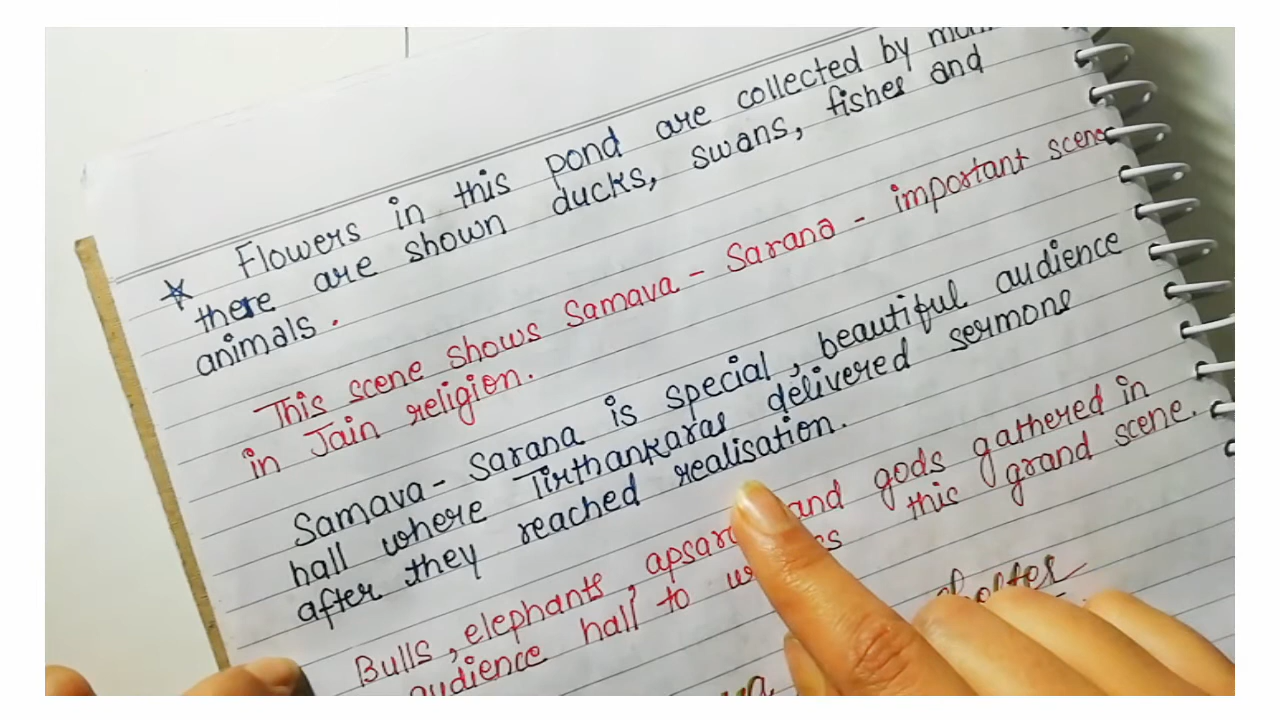 Flowers in this pond are collected by
there are shown ducks, swans, fishes and
animals.
This scene shows Samava - Sarana - important scene
in Jain religion.
Samava - Sarana is special, beautiful audience
hall where Tirthankaras delivered sermons
after they reached realisation.
Bulls, elephants, and gods gathered in
audience hall to this grand scene.